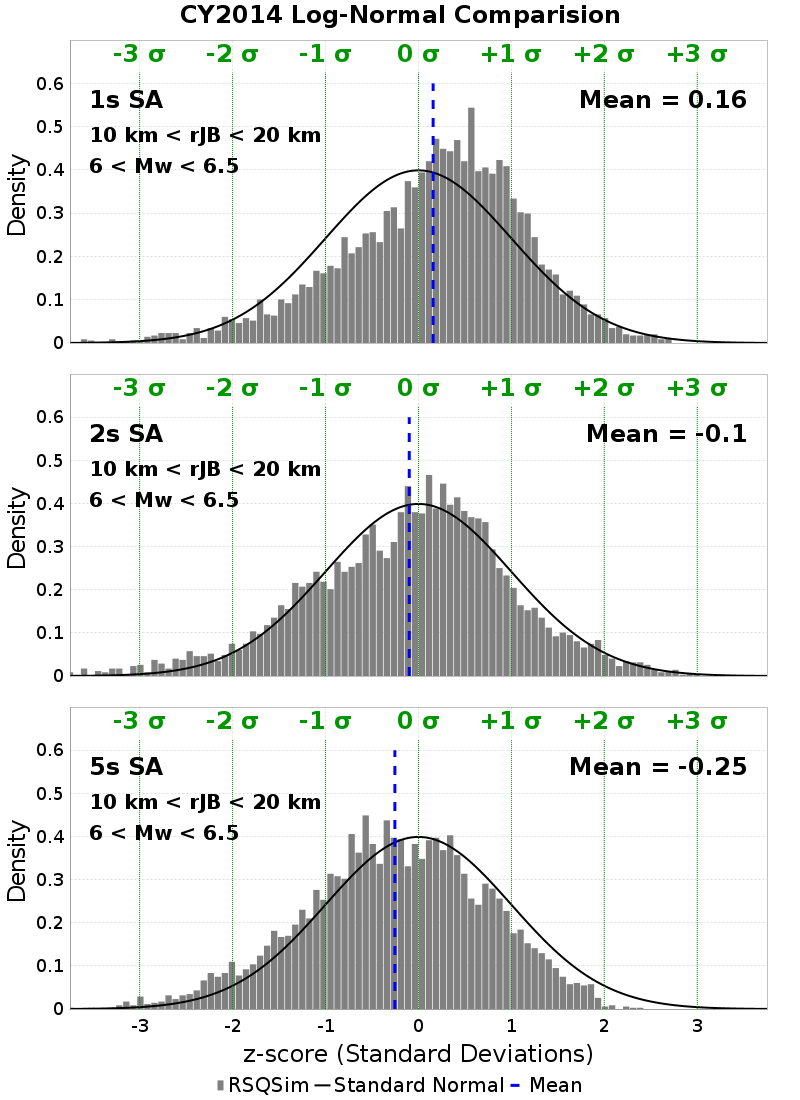 CY2014 Log-Normal Comparision
-3 σ -2 σ -1 σ 0 σ +1 σ +2 σ +3 σ
1s SA
Mean = 0.16
10 km < rJB < 20 km
6 < Mw < 6.5
0.6
0.5
0.4
0.3
0.2
0.1
0
Density
-3 σ -2 σ -1 σ 0 σ +1 σ +2 σ +3 σ
2s SA
Mean = -0.1
10 km < rJB < 20 km
6 < Mw < 6.5
0.6
0.5
0.4
0.3
0.2
0.1
0
Density
-3 σ -2 σ -1 σ 0 σ +1 σ +2 σ +3 σ
5s SA
Mean = -0.25
10 km < rJB < 20 km
6 < Mw < 6.5
0.6
0.5
0.4
0.3
0.2
0.1
0
Density
-3 -2 -1 0 1 2 3
z-score (Standard Deviations)
RSQSim Standard Normal Mean